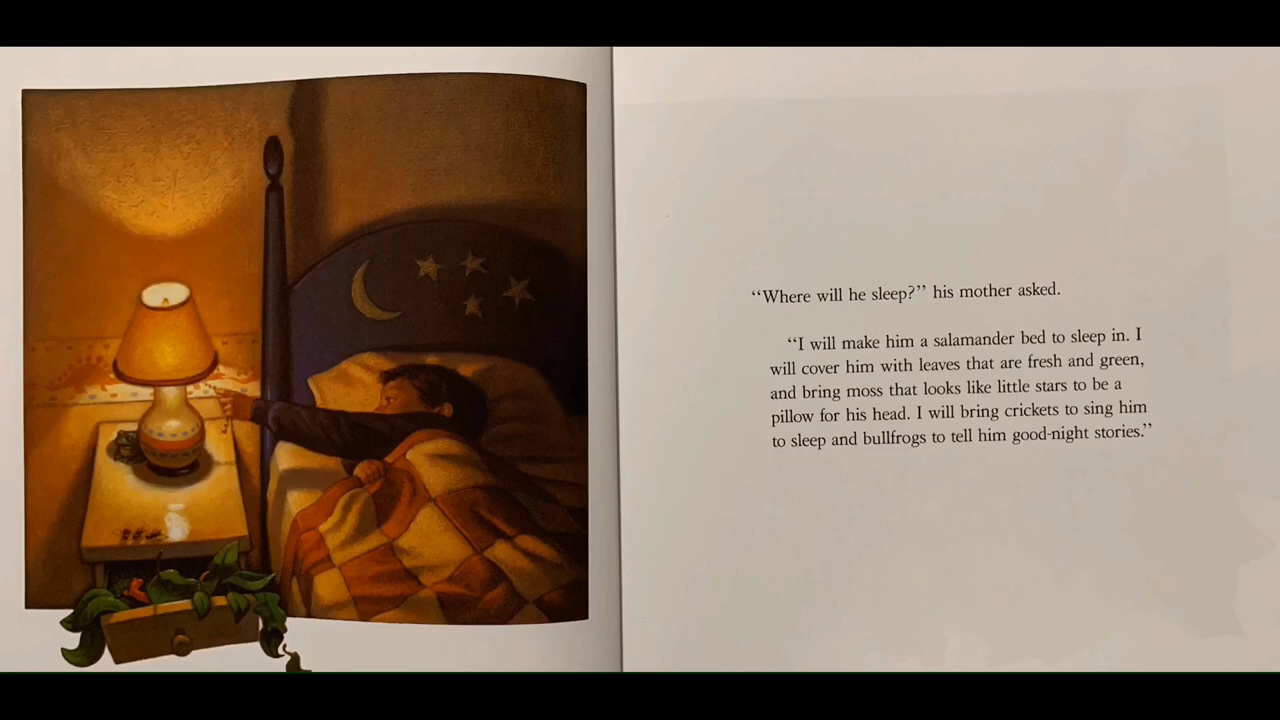 “Where will he sleep?” his mother asked.
“I will make him a salamander bed to sleep in. I
will cover him with leaves that are fresh and green,
and bring moss that looks like little stars to be a
pillow for his head. I will bring crickets to sing him
to sleep and bullfrogs to tell him good-night stories.”